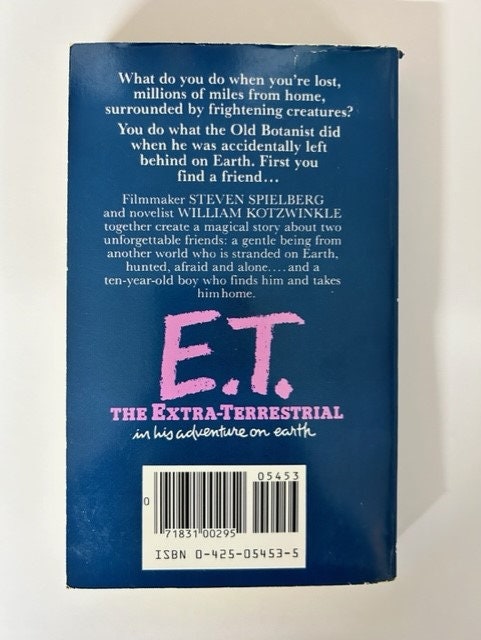 What do you do when you're lost,
millions of miles from home,
surrounded by frightening creatures?
You do what the Old Botanist did
when he was accidentally left
behind on Earth. First you
find a friend...
Filmmaker STEVEN SPIELBERG
and novelist WILLIAM KOTZWINKLE
together create a magical story about two
unforgettable friends: a gentle being from
another world who is stranded on Earth,
hunted, afraid and alone....and a
ten-year-old boy who finds him and takes
him home.
E.T.
THE EXTRA-TERRESTRIAL
in his adventure on earth
05453
0
71831 00295
ISBN 0-425-05453-5